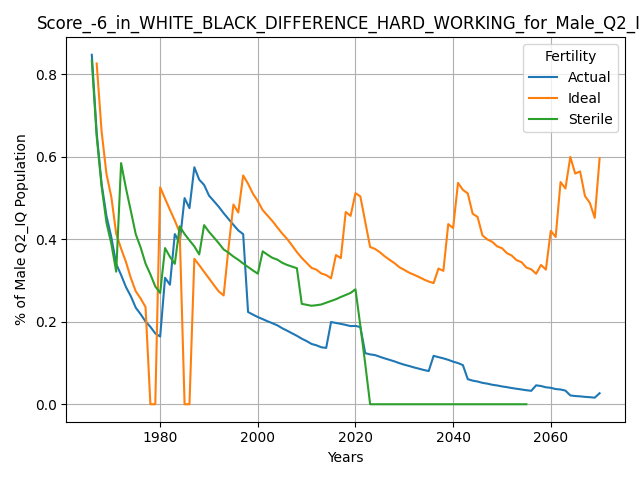 Score_-6_in_WHITE_BLACK_DIFFERENCE_HARD_WORKING_for_Male_Q2_I
% of Male Q2_IQ Population
0.8
0.6
0.4
0.2
0.0
Fertility
Actual
Ideal
Sterile
1980
2000
2020
2040
2060
Years